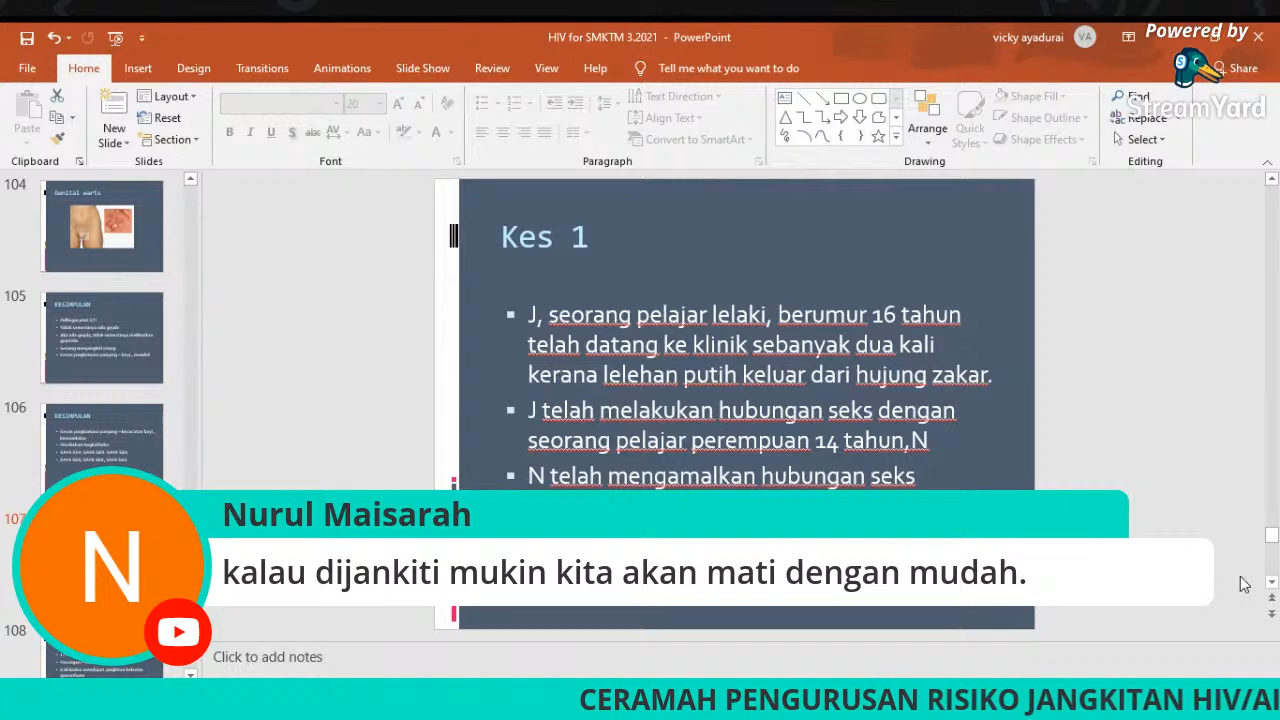 HIV for SMKTM 3.2021 - PowerPoint
vicky ayadurai
VA
Powered by
StreamYard
File Home Insert Design Transitions Animations Slide Show Review View Help Tell me what you want to do Share
Paste
New
Slide
Layout
Reset
Section
20
Text Direction
Align Text
Convert to SmartArt
Arrange
Quick
Styles
Shape Fill
Shape Outline
Shape Effects
Find
Replace
Select
Clipboard Slides Font Paragraph Drawing Editing
104
Genital warts
105
KESIMPULAN
106
KESIMPULAN
107
108
Kes 1
J, seorang pelajar lelaki, berumur 16 tahun
telah datang ke klinik sebanyak dua kali
kerana lelehan putih keluar dari hujung zakar.
J telah melakukan hubungan seks dengan
seorang pelajar perempuan 14 tahun,N
N telah mengamalkan hubungan seks
N
Nurul Maisarah
kalau dijankiti mukin kita akan mati dengan mudah.
Click to add notes
CERAMAH PENGURUSAN RISIKO JANGKITAN HIV/AI